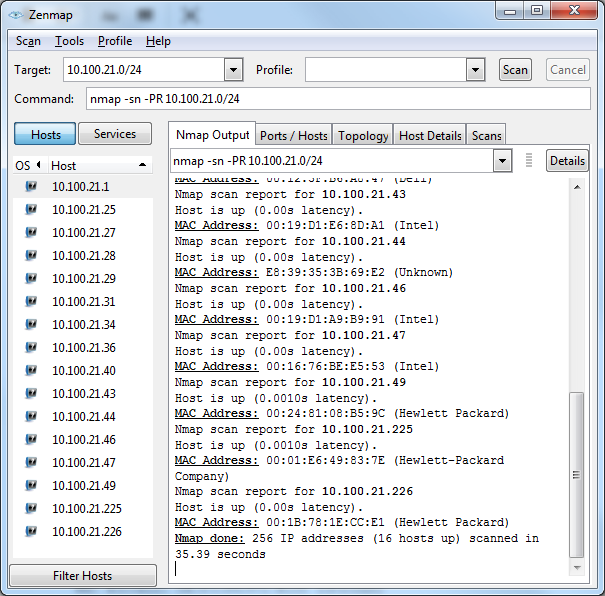 Zenmap
Scan Tools Profile Help
Target: 10.100.21.0/24 Profile: Scan Cancel
Command: nmap -sn -PR 10.100.21.0/24
Hosts Services
OS Host
10.100.21.1
10.100.21.25
10.100.21.27
10.100.21.28
10.100.21.29
10.100.21.31
10.100.21.34
10.100.21.36
10.100.21.40
10.100.21.43
10.100.21.44
10.100.21.46
10.100.21.47
10.100.21.49
10.100.21.225
10.100.21.226
Filter Hosts
Nmap Output Ports / Hosts Topology Host Details Scans
nmap -sn -PR 10.100.21.0/24 Details
MAC Address: (Dell)
Nmap scan report for 10.100.21.43
Host is up (0.00s latency).
MAC Address: 00:19:D1:E6:8D:A1 (Intel)
Nmap scan report for 10.100.21.44
Host is up (0.00s latency).
MAC Address: E8:39:35:3B:69:E2 (Unknown)
Nmap scan report for 10.100.21.46
Host is up (0.00s latency).
MAC Address: 00:19:D1:A9:B9:91 (Intel)
Nmap scan report for 10.100.21.47
Host is up (0.00s latency).
MAC Address: 00:16:76:BE:E5:53 (Intel)
Nmap scan report for 10.100.21.49
Host is up (0.0010s latency).
MAC Address: 00:24:81:08:B5:9C (Hewlett Packard)
Nmap scan report for 10.100.21.225
Host is up (0.0010s latency).
MAC Address: 00:01:E6:49:83:7E (Hewlett-Packard
Company)
Nmap scan report for 10.100.21.226
Host is up (0.00s latency).
MAC Address: 00:1B:78:1E:CC:E1 (Hewlett Packard)
Nmap done: 256 IP addresses (16 hosts up) scanned in
35.39 seconds